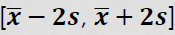 [x̅ − 2s, x̅ + 2s]